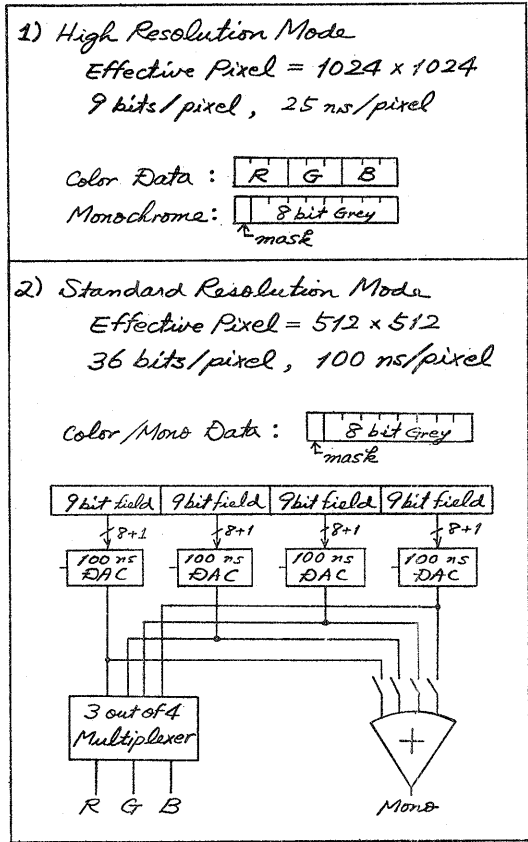 1) High Resolution Mode
Effective Pixel = 1024 x 1024
9 bits/pixel, 25 ns/pixel
Color Data : R G B
Monochrome: 8 bit Grey
mask
2) Standard Resolution Mode
Effective Pixel = 512 x 512
36 bits/pixel, 100 ns/pixel
Color/Mono Data : 8 bit Grey
mask
9 bit field 9 bit field 9 bit field 9 bit field
8+1 8+1 8+1 8+1
100 ns 100 ns 100 ns 100 ns
DAC DAC DAC DAC
3 out of 4
Multiplexer
+
R G B Mono